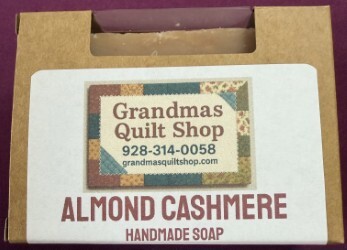 Grandmas
Quilt Shop
928-314-0058
grandmasquiltshop.com
ALMOND CASHMERE
HANDMADE SOAP